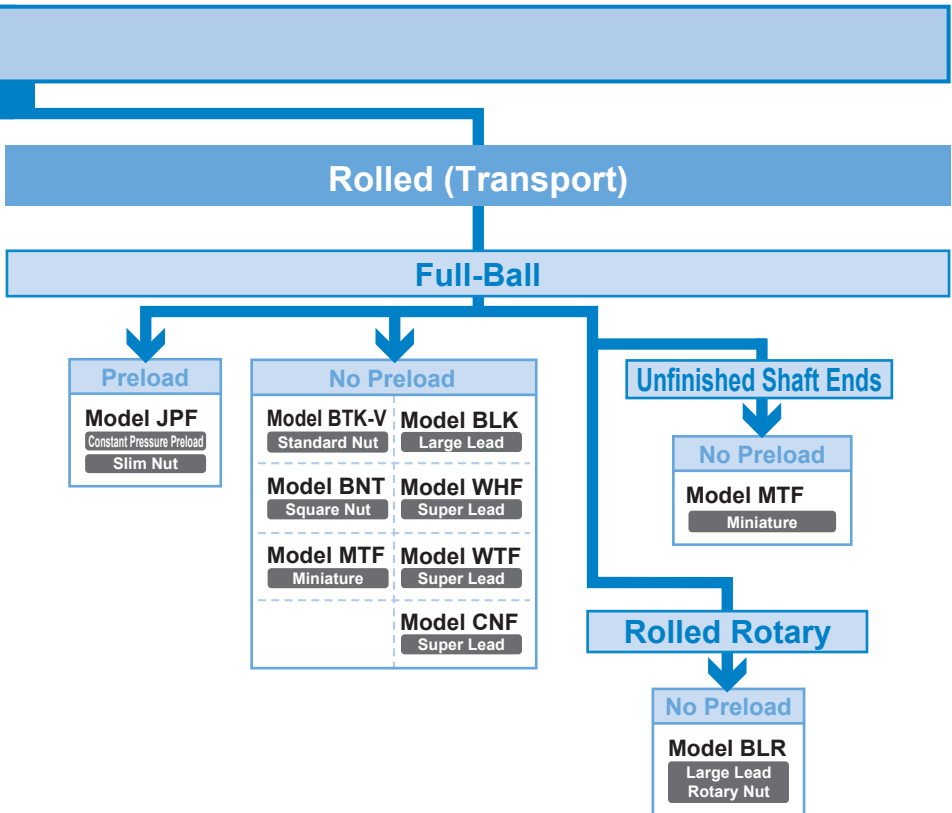 Rolled (Transport)
Full-Ball
Preload
Model JPF
Constant Pressure Preload
Slim Nut
No Preload
Model BTK-V
Standard Nut
Model BLK
Large Lead
Model BNT
Square Nut
Model WHF
Super Lead
Model MTF
Miniature
Model WTF
Super Lead
Model CNF
Super Lead
Unfinished Shaft Ends
No Preload
Model MTF
Miniature
Rolled Rotary
No Preload
Model BLR
Large Lead
Rotary Nut